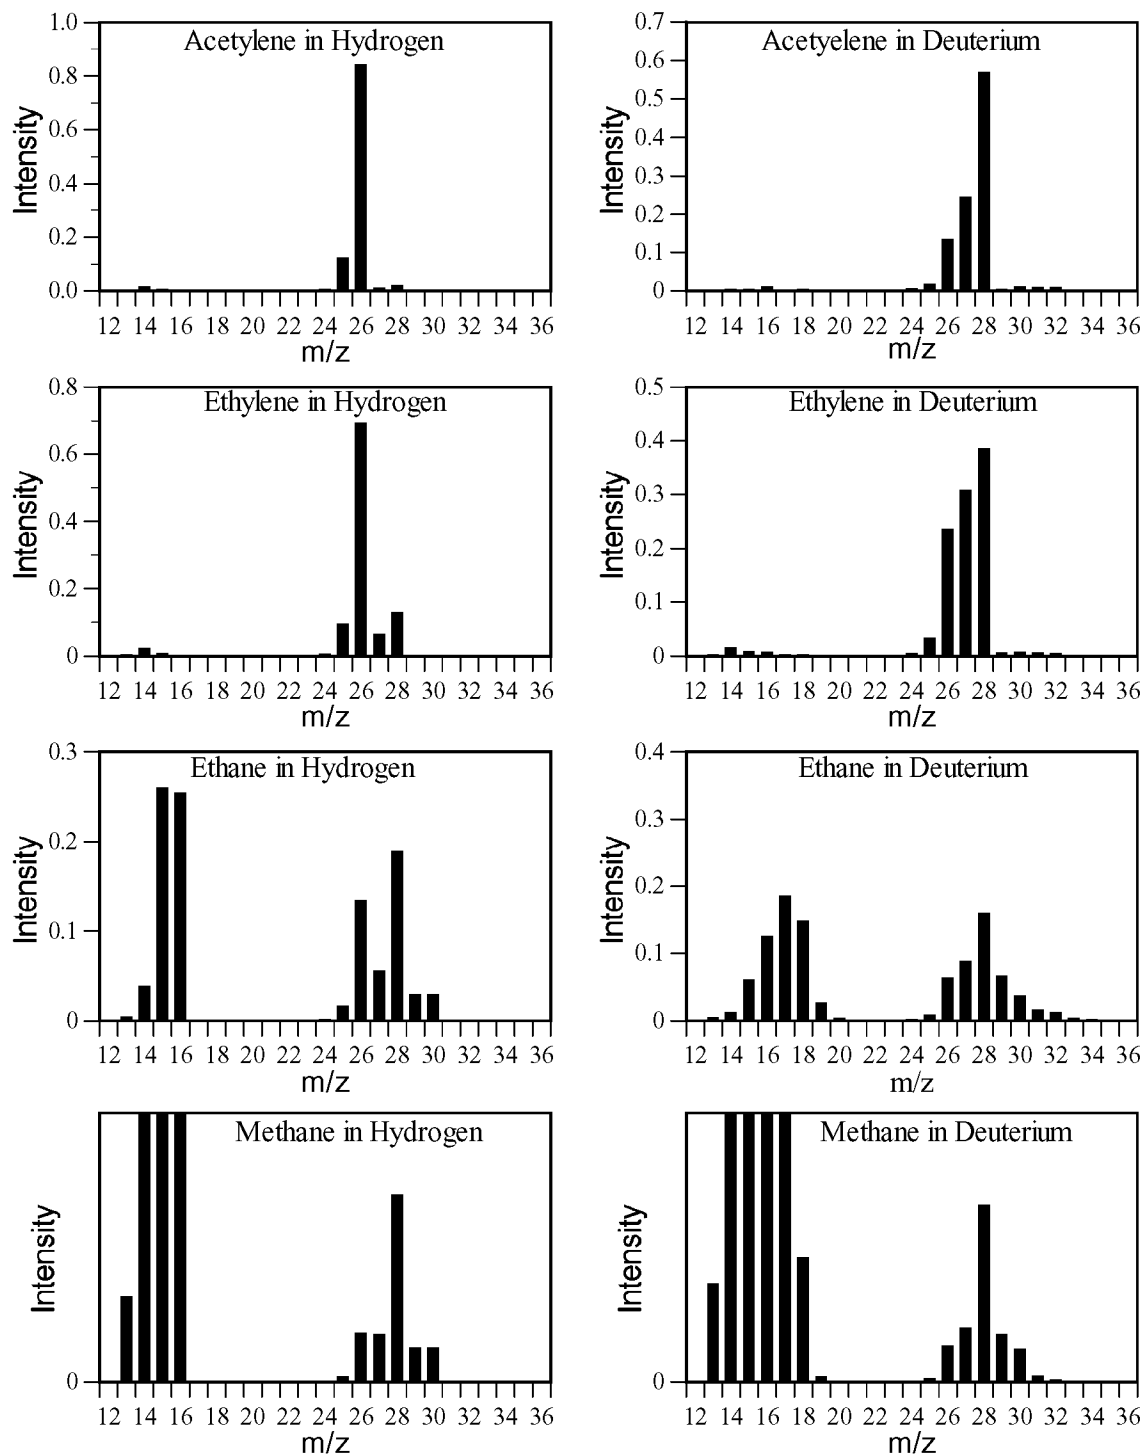 Acetylene in Hydrogen
1.0
0.8
0.6
0.4
0.2
0.0
Intensity
12 14 16 18 20 22 24 26 28 30 32 34 36
m/z
Acetyelene in Deuterium
0.7
0.6
0.5
0.4
0.3
0.2
0.1
0
Intensity
12 14 16 18 20 22 24 26 28 30 32 34 36
m/z
Ethylene in Hydrogen
0.8
0.6
0.4
0.2
0
Intensity
12 14 16 18 20 22 24 26 28 30 32 34 36
m/z
Ethylene in Deuterium
0.5
0.4
0.3
0.2
0.1
0
Intensity
12 14 16 18 20 22 24 26 28 30 32 34 36
m/z
Ethane in Hydrogen
0.3
0.2
0.1
0
Intensity
12 14 16 18 20 22 24 26 28 30 32 34 36
m/z
Ethane in Deuterium
0.4
0.3
0.2
0.1
0
Intensity
12 14 16 18 20 22 24 26 28 30 32 34 36
m/z
Methane in Hydrogen
0
Intensity
12 14 16 18 20 22 24 26 28 30 32 34 36
m/z
Methane in Deuterium
0
Intensity
12 14 16 18 20 22 24 26 28 30 32 34 36
m/z